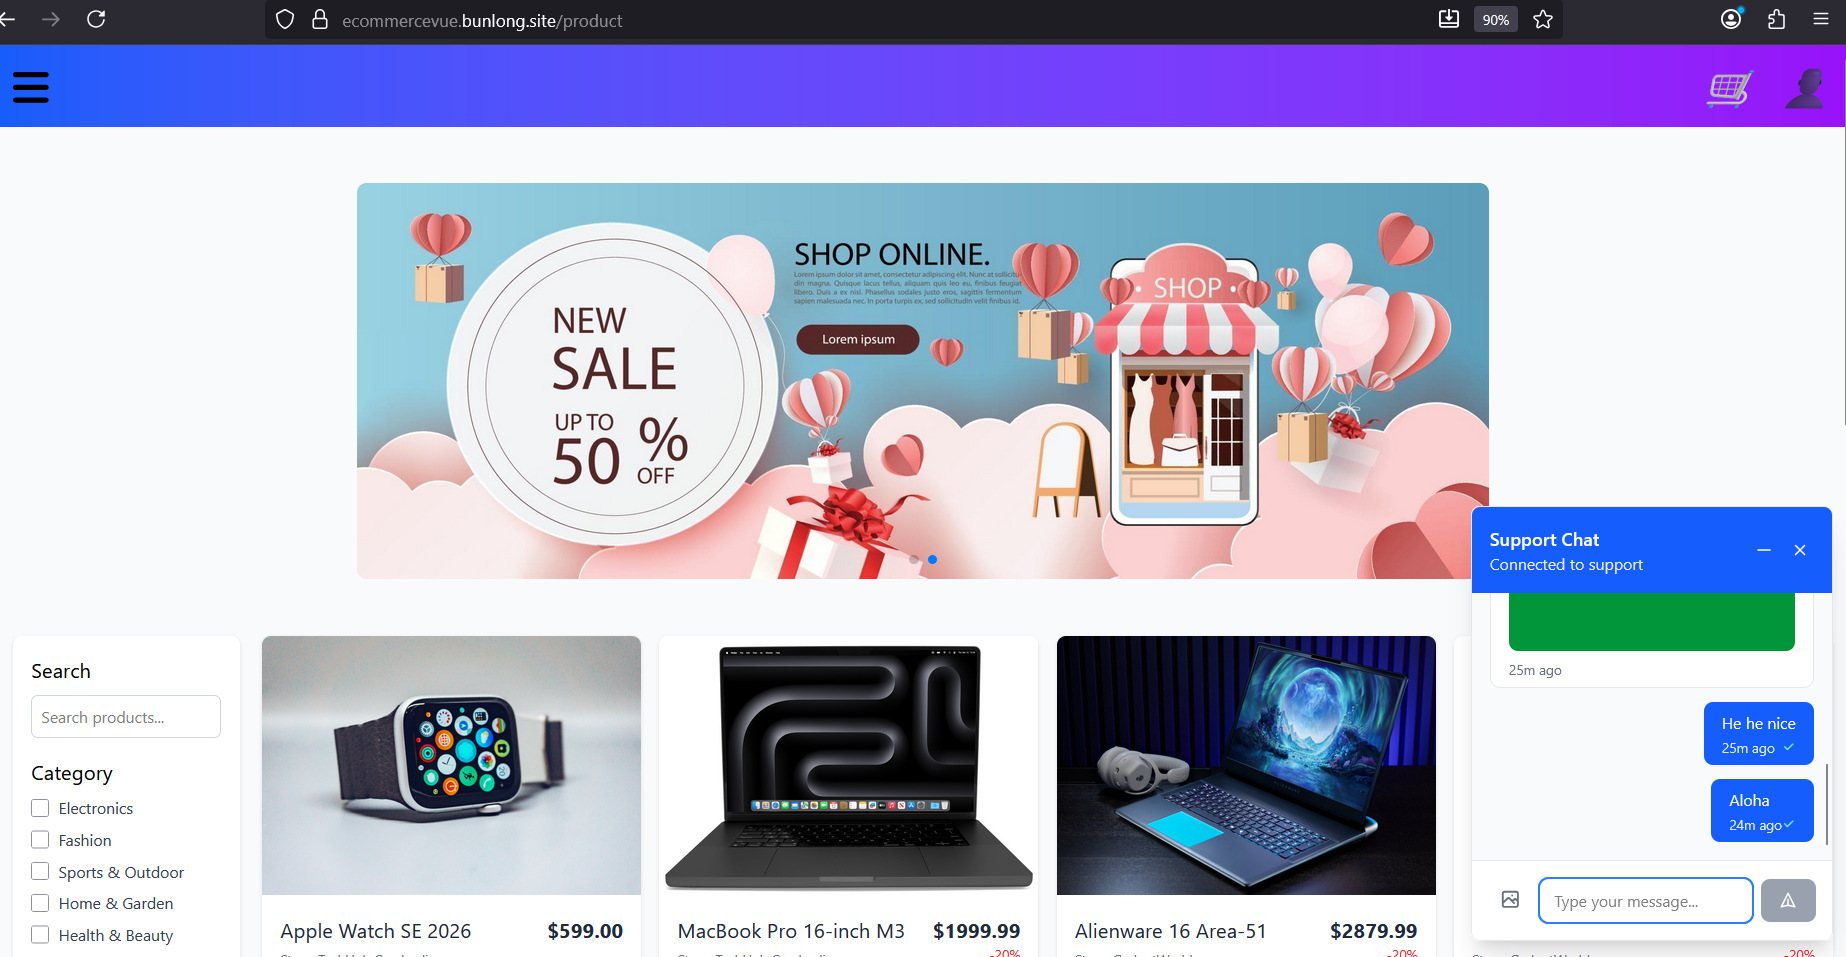 ecommercevue.bunlong.site/product
90%
SHOP ONLINE.
Lorem ipsum dolor sit amet, consectetur adipiscing elit. Nunc at sollicitu
din magna. Quisque lacus tellus, aliquam quis leo eu, finibus feugiat
libero. Duis a ex nisl. Phasellus sodales justo eros, sagittis fermentum
sapien malesuada nec. In porta turpis ex, sed sollicitudin velit finibus id.
Lorem ipsum
NEW
SALE
UP TO
50 %
OFF
SHOP
Support Chat
Connected to support
25m ago
He he nice
25m ago
Aloha
24m ago
Type your message...
Search
Search products...
Category
Electronics
Fashion
Sports & Outdoor
Home & Garden
Health & Beauty
Apple Watch SE 2026
$599.00
MacBook Pro 16-inch M3
$1999.99
-20%
Alienware 16 Area-51
$2879.99
-20%
-20%